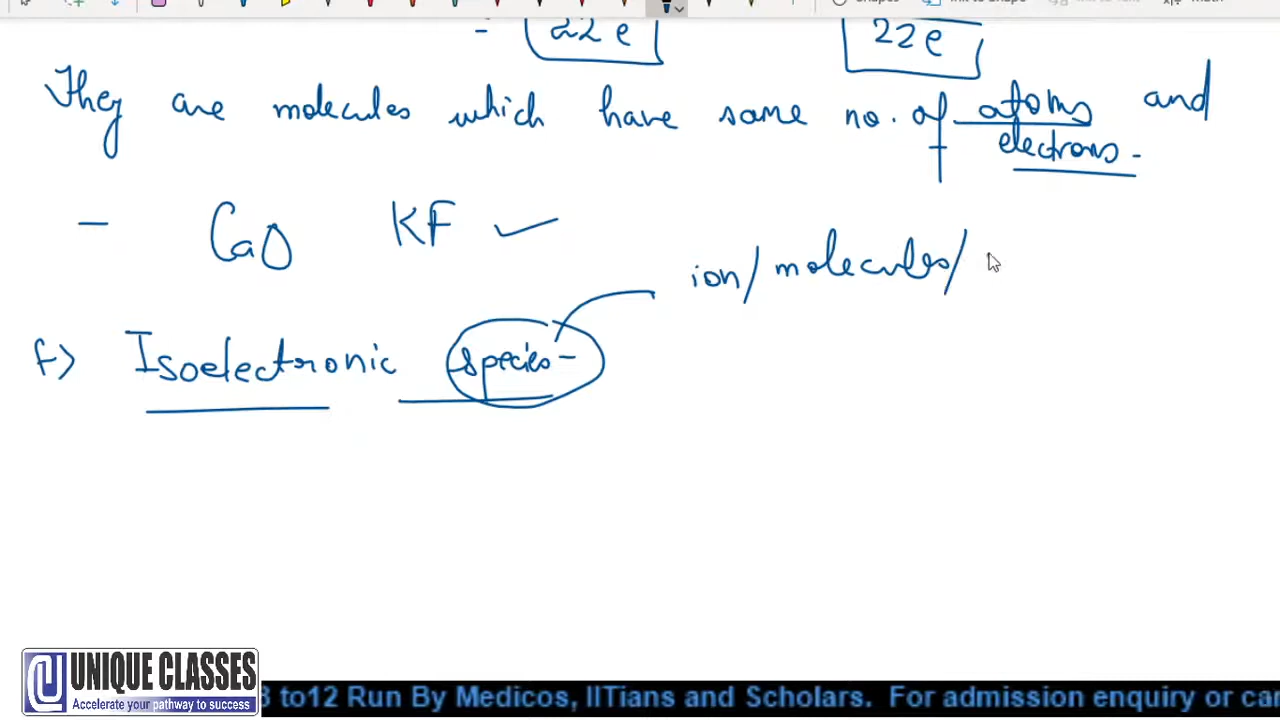 = 22 e 22 e
They are molecules which have same no. of atoms and
electrons.
- CaO KF ✓
ion/molecules/
f) Isoelectronic species-
UNIQUE CLASSES
Accelerate your pathway to success
8 to12 Run By Medicos, IITians and Scholars. For admission enquiry or